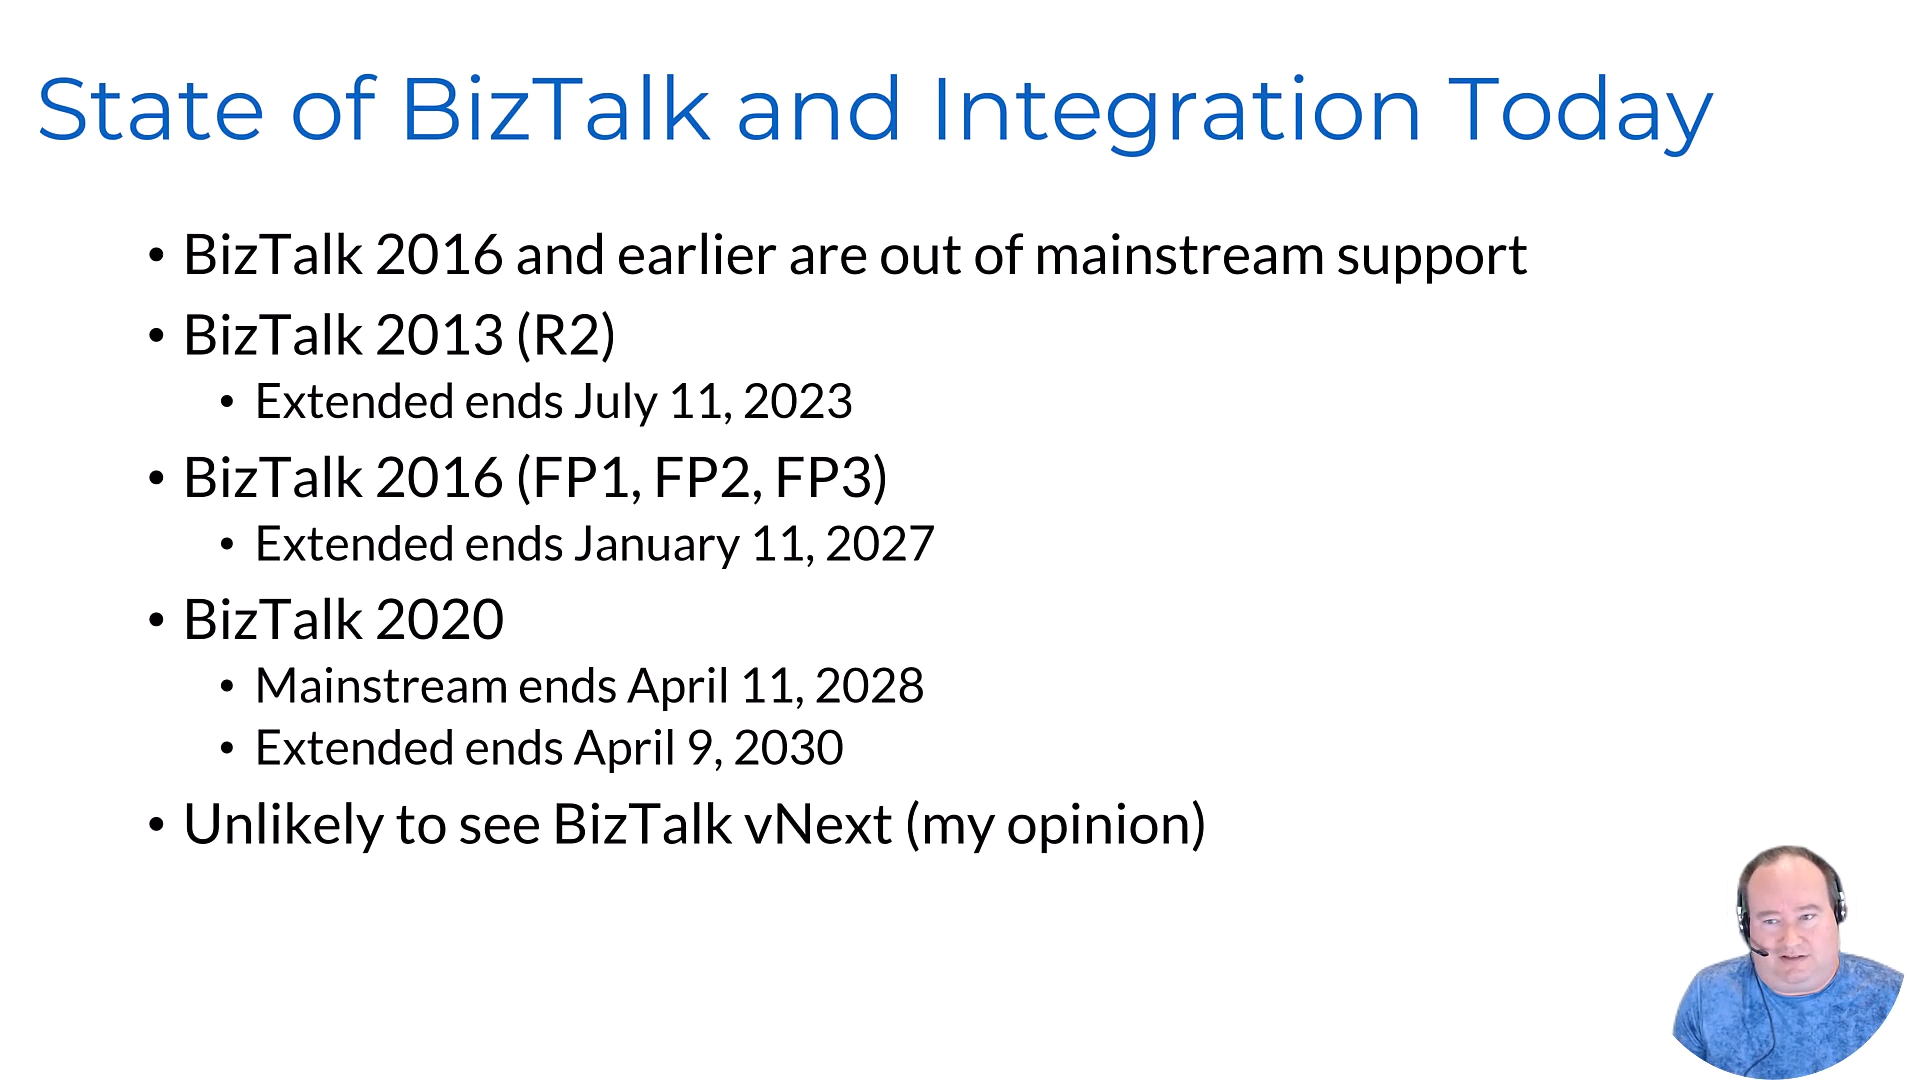 State of BizTalk and Integration Today
• BizTalk 2016 and earlier are out of mainstream support
• BizTalk 2013 (R2)
• Extended ends July 11, 2023
• BizTalk 2016 (FP1, FP2, FP3)
• Extended ends January 11, 2027
• BizTalk 2020
• Mainstream ends April 11, 2028
• Extended ends April 9, 2030
• Unlikely to see BizTalk vNext (my opinion)